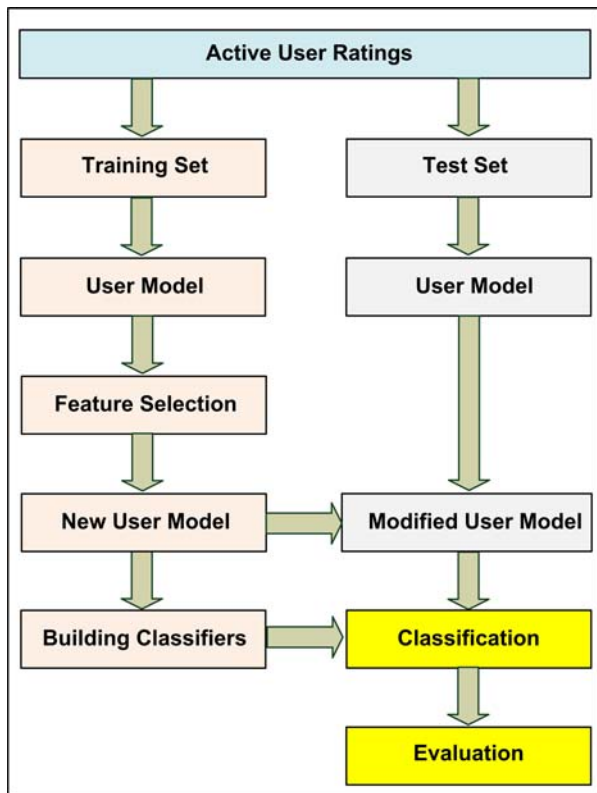 Active User Ratings
Training Set
Test Set
User Model
User Model
Feature Selection
New User Model
Modified User Model
Building Classifiers
Classification
Evaluation